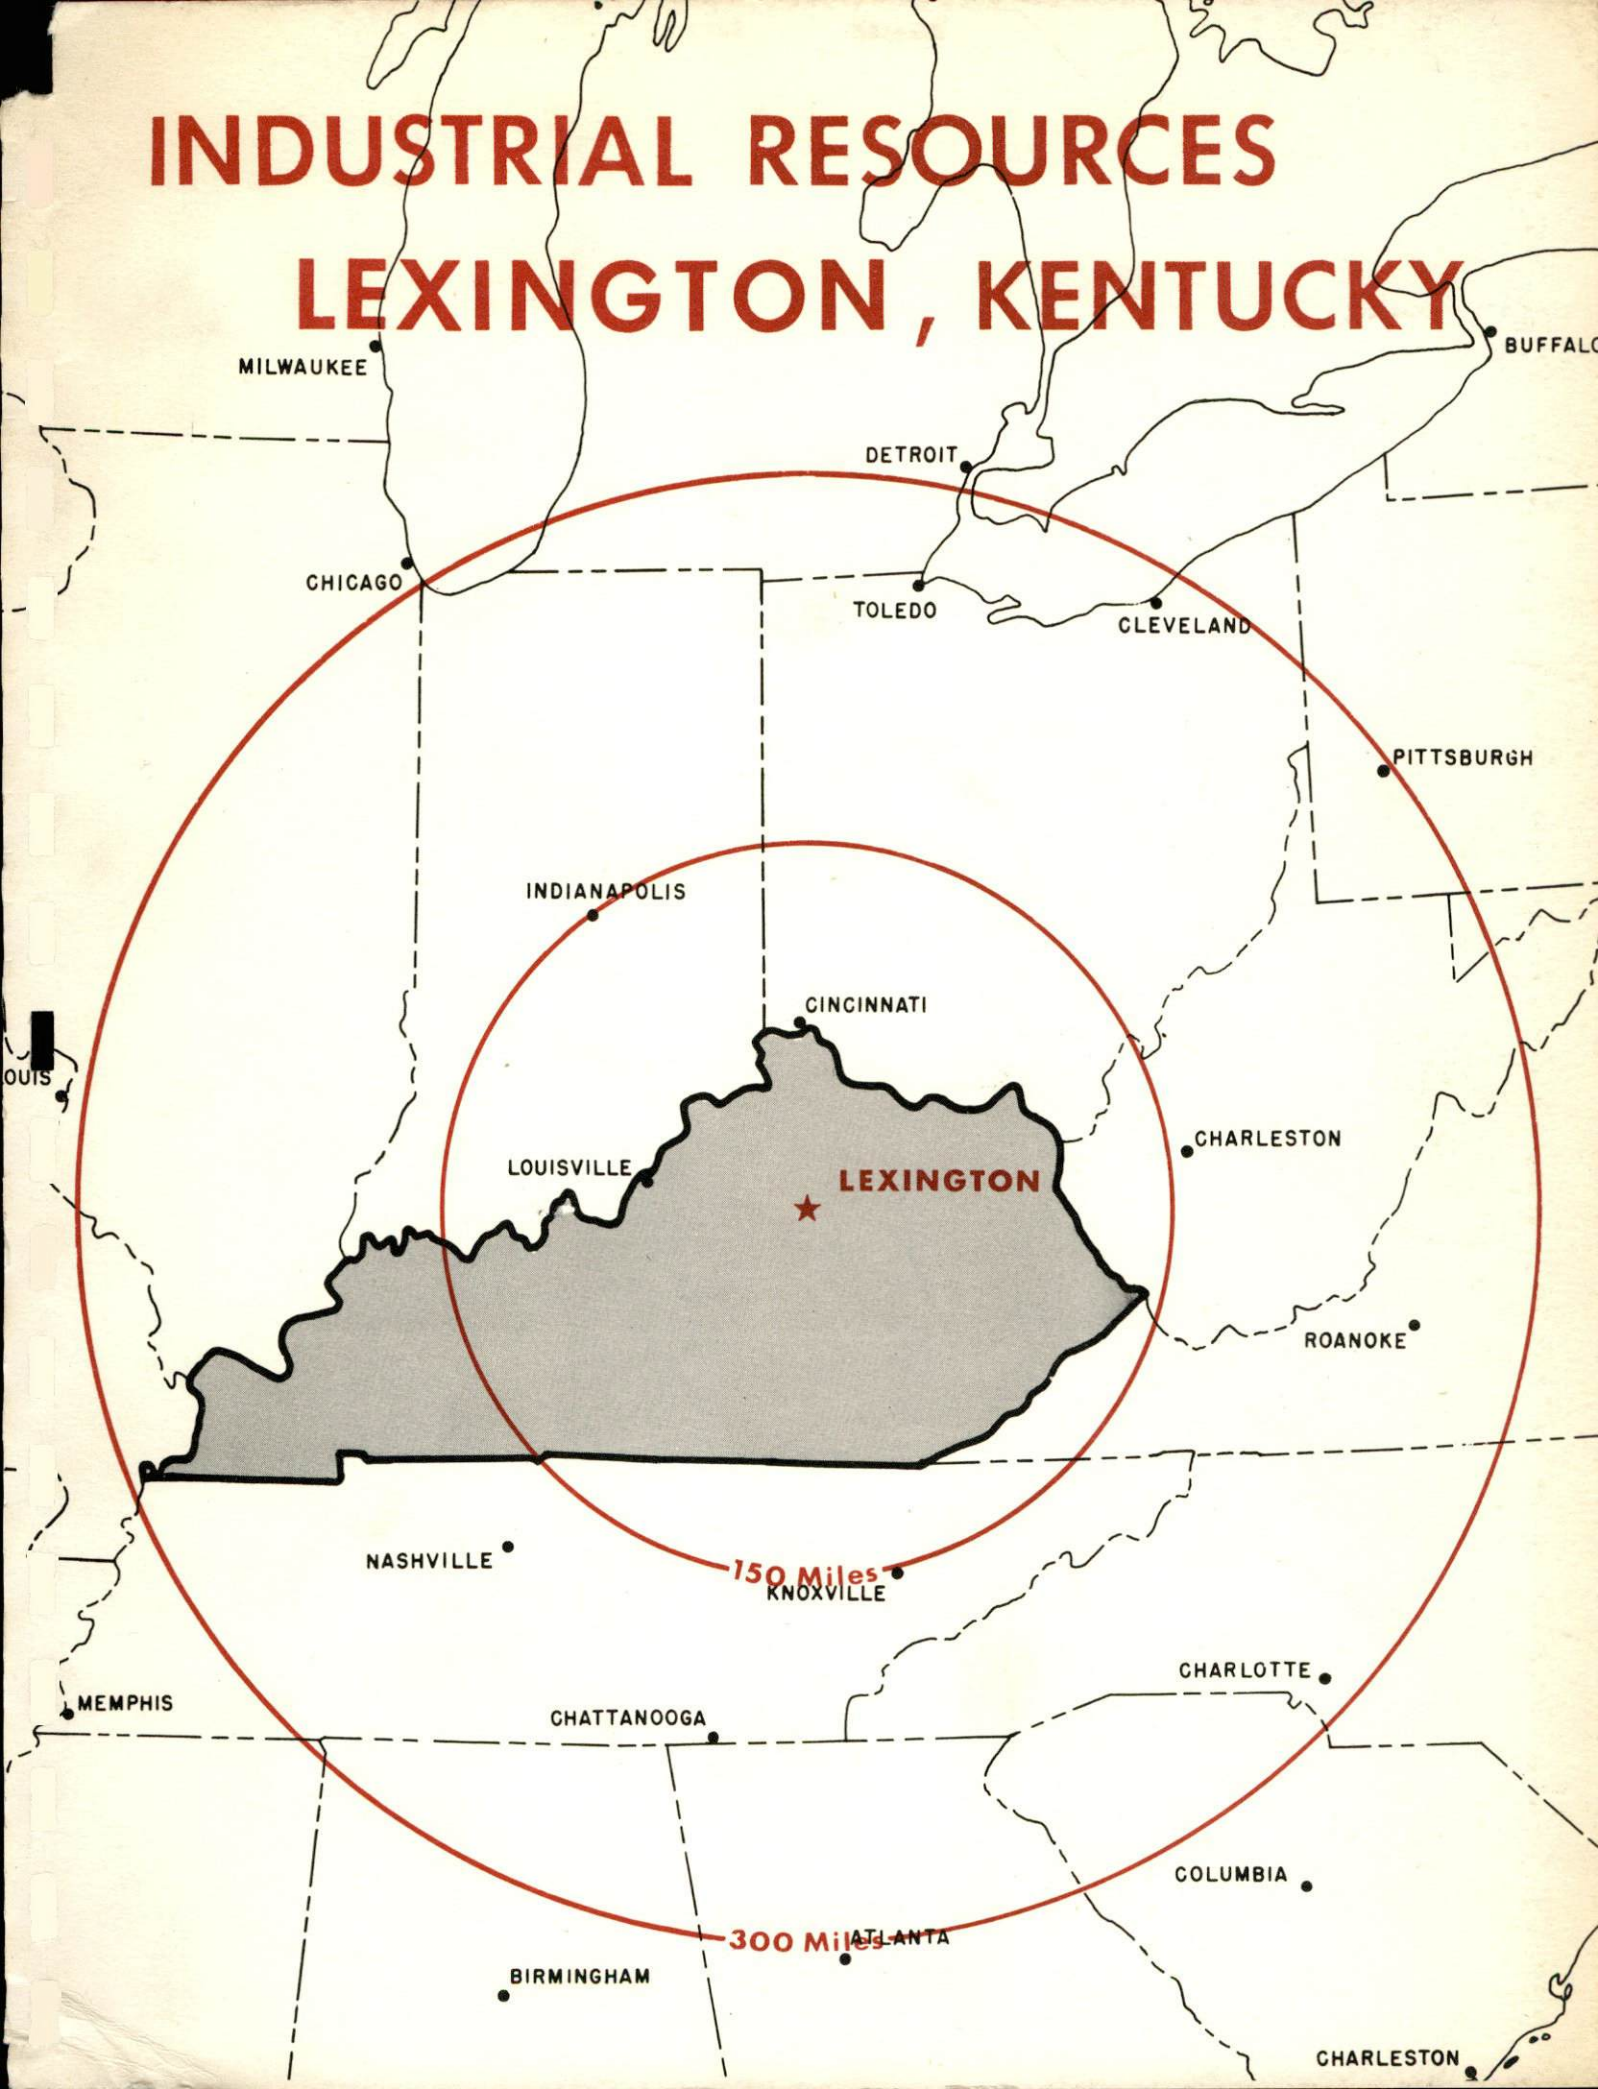 INDUSTRIAL RESOURCES
LEXINGTON, KENTUCKY
MILWAUKEE
BUFFALO
DETROIT
CHICAGO
TOLEDO
CLEVELAND
PITTSBURGH
INDIANAPOLIS
CINCINNATI
OUIS
CHARLESTON
LOUISVILLE
LEXINGTON
ROANOKE
NASHVILLE
150 Miles
KNOXVILLE
CHARLOTTE
MEMPHIS
CHATTANOOGA
COLUMBIA
300 Miles
ATLANTA
BIRMINGHAM
CHARLESTON